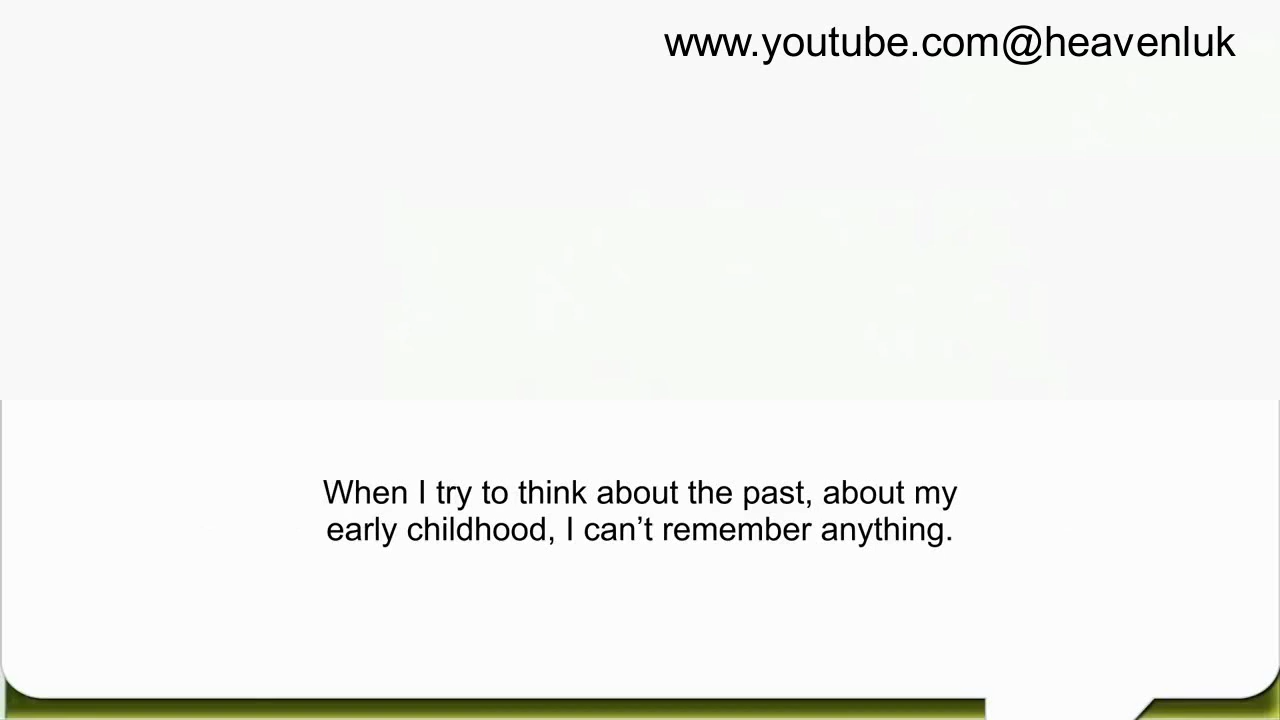 www.youtube.com@heavenluk
When I try to think about the past, about my
early childhood, I can’t remember anything.